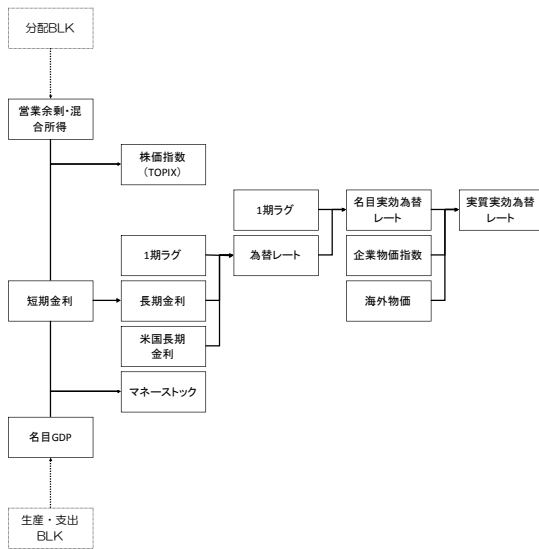 分配BLK
営業余剰・混
合所得
株価指数
（TOPIX）
1期ラグ
名目実効為替
レート
実質実効為替
レート
1期ラグ
為替レート
企業物価指数
短期金利
長期金利
海外物価
米国長期
金利
マネーストック
名目GDP
生産・支出
BLK